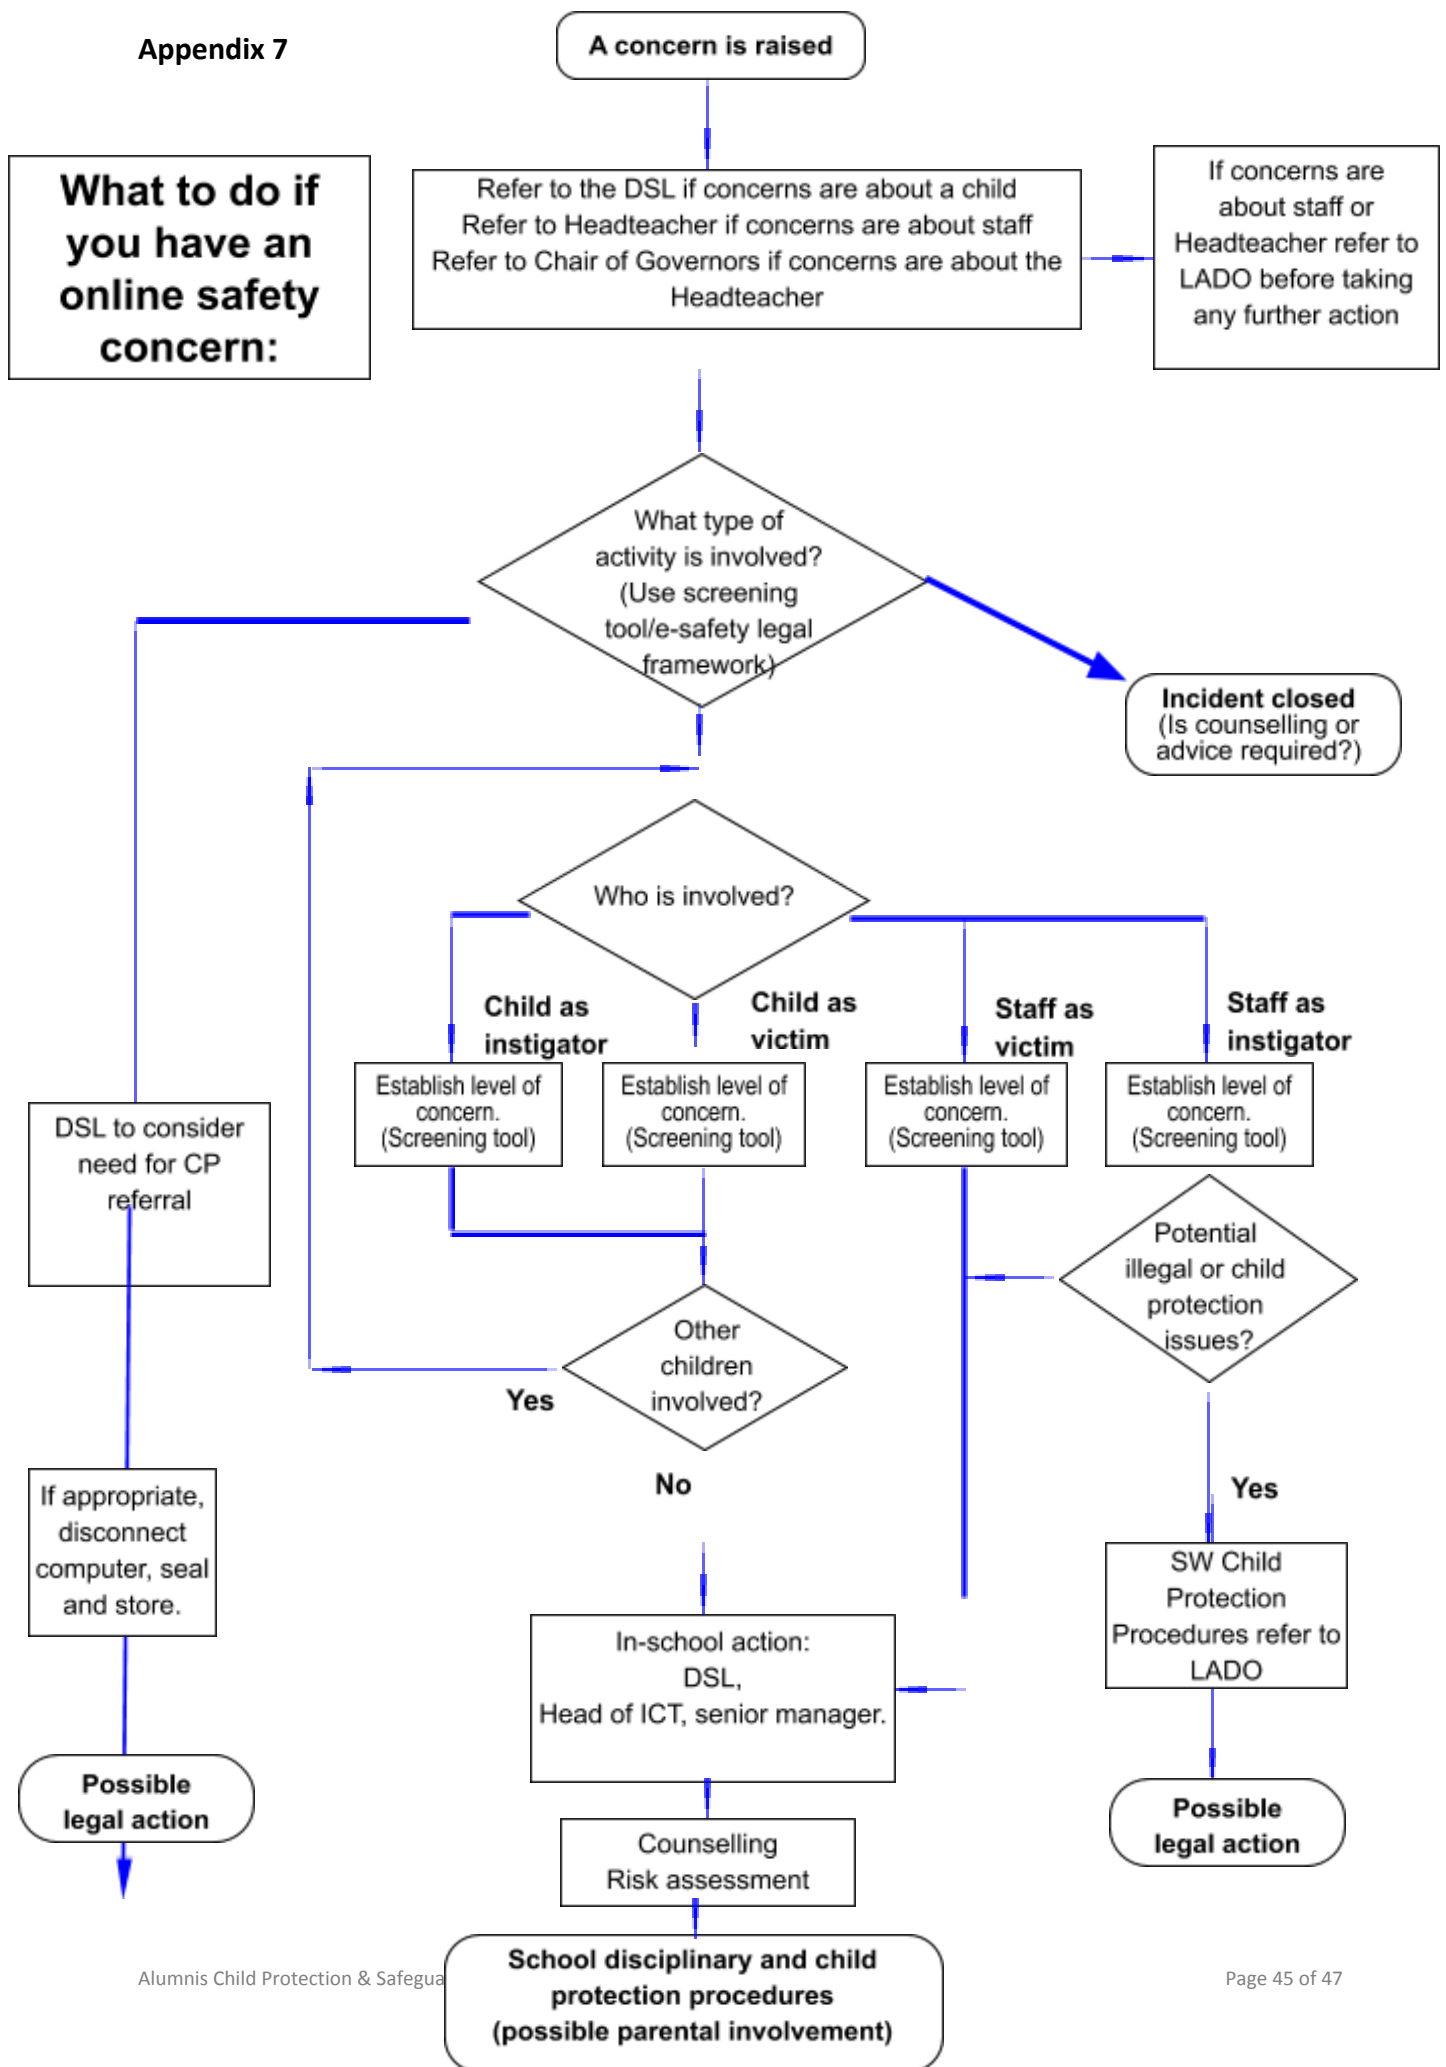 Appendix 7
A concern is raised
What to do if
you have an
online safety
concern:
Refer to the DSL if concerns are about a child
Refer to Headteacher if concerns are about staff
Refer to Chair of Governors if concerns are about the
Headteacher
If concerns are
about staff or
Headteacher refer to
LADO before taking
any further action
What type of
activity is involved?
(Use screening
tool/e-safety legal
framework)
Incident closed
(Is counselling or
advice required?)
Who is involved?
Child as
instigator
Child as
victim
Staff as
victim
Staff as
instigator
Establish level of
concern.
(Screening tool)
Establish level of
concern.
(Screening tool)
Establish level of
concern.
(Screening tool)
Establish level of
concern.
(Screening tool)
DSL to consider
need for CP
referral
Potential
illegal or child
protection
issues?
Other
children
involved?
Yes
No
Yes
If appropriate,
disconnect
computer, seal
and store.
SW Child
Protection
Procedures refer to
LADO
In-school action:
DSL,
Head of ICT, senior manager.
Possible
legal action
Possible
legal action
Counselling
Risk assessment
School disciplinary and child
protection procedures
(possible parental involvement)
Alumnis Child Protection &
Page 45 of 47